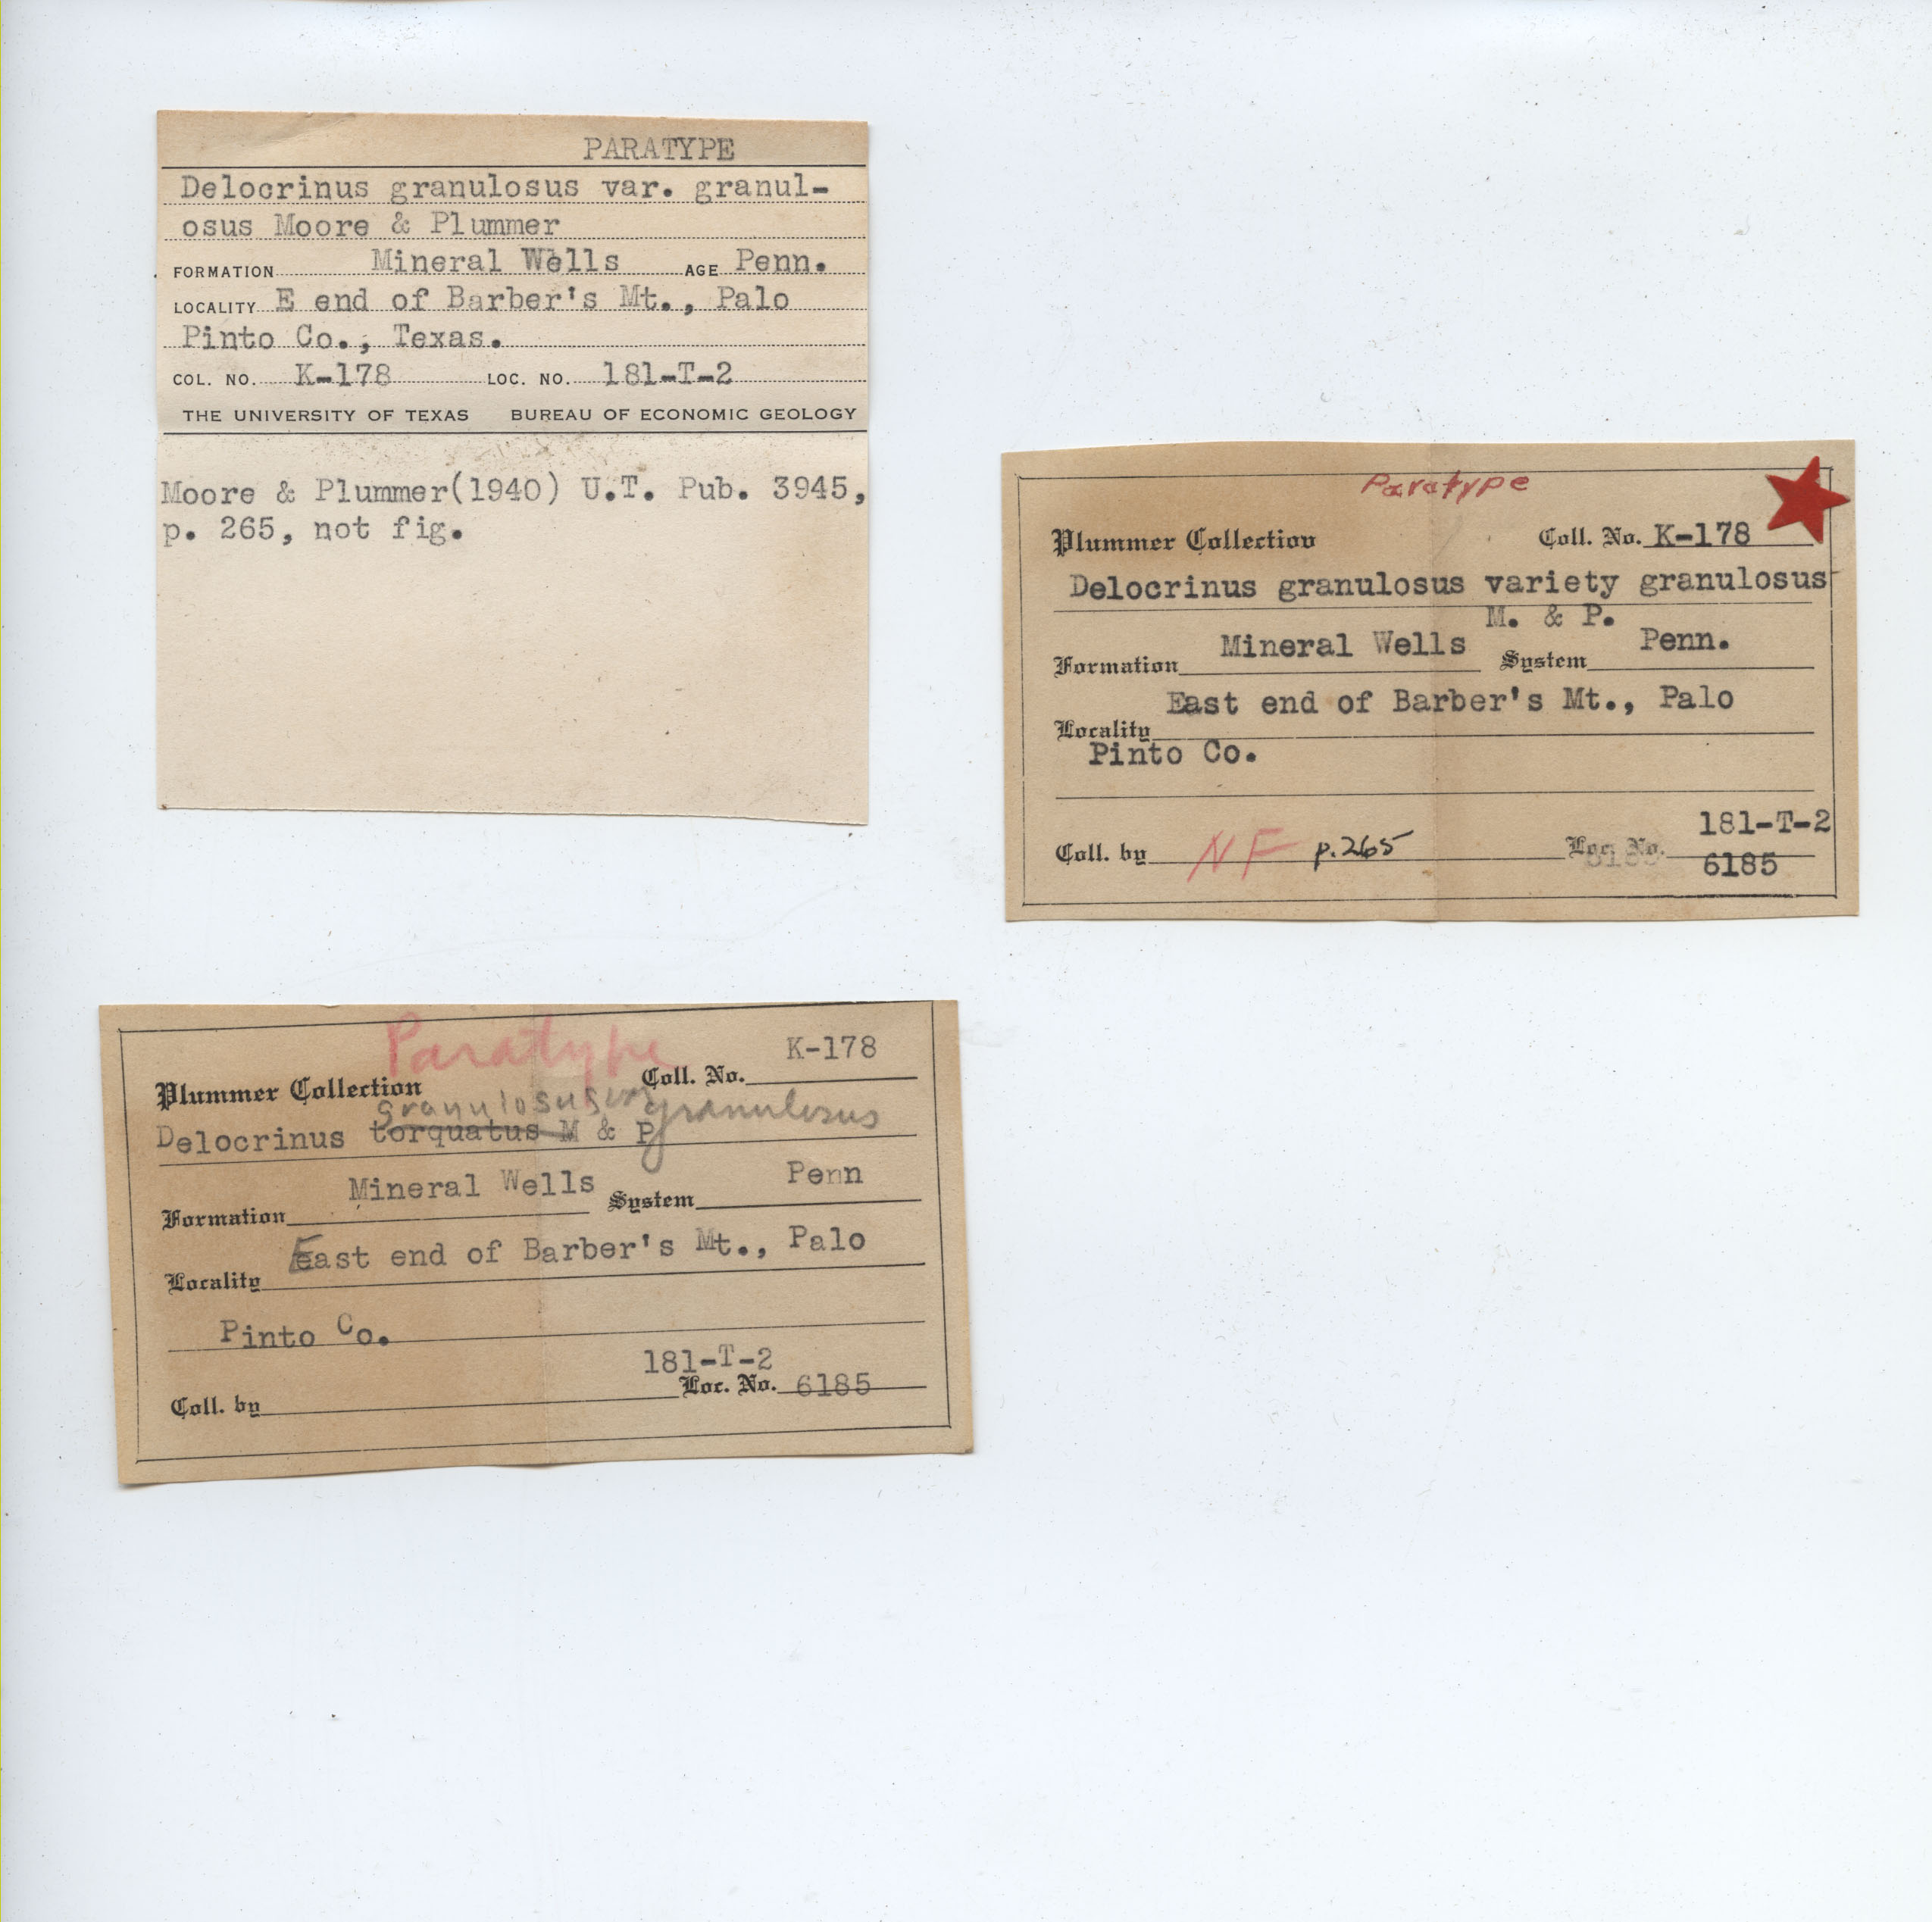 PARATYPE
Delocrinus granulosus var. granul-
osus Moore & Plummer
FORMATION Mineral Wells AGE Penn.
LOCALITY E end of Barber's Mt., Palo
Pinto Co., Texas.
COL. NO. K-178 LOC. NO. 181-T-2
THE UNIVERSITY OF TEXAS BUREAU OF ECONOMIC GEOLOGY
Moore & Plummer(1940) U.T. Pub. 3945,
p. 265, not fig.
Paratype
Plummer Collection Coll. No. K-178
Delocrinus granulosus variety granulosus
M. & P.
Formation Mineral Wells System Penn.
East end of Barber's Mt., Palo
Locality
Pinto Co.
181-T-2
Coll. by NF p.265 Loc. No.
6185
Paratype
K-178
Plummer Collection Coll. No.
granulosus var granulosus
Delocrinus torquatus M & P
Mineral Wells Penn
Formation System
East end of Barber's Mt., Palo
Locality
Pinto Co.
181-T-2
Coll. by Loc. No. 6185